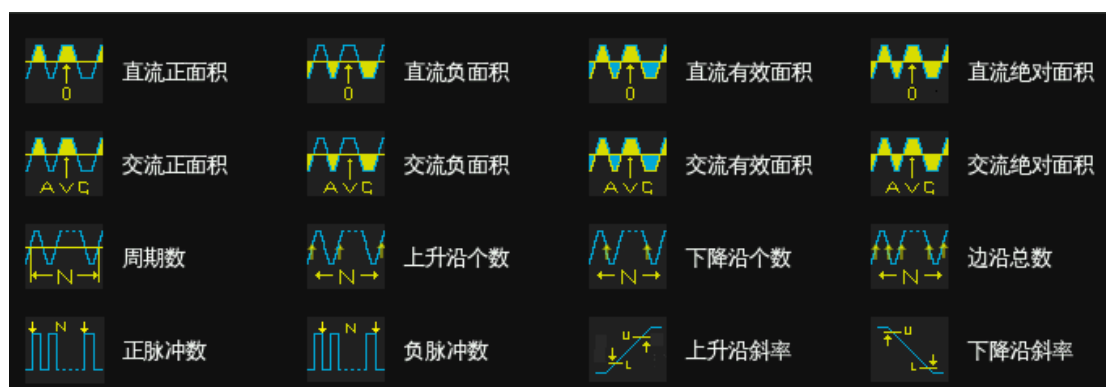 直流正面积 直流负面积 直流有效面积 直流绝对面积
0 0 0 0
交流正面积 交流负面积 交流有效面积 交流绝对面积
AVG AVG AVG AVG
周期数 上升沿个数 下降沿个数 边沿总数
N N N N
N N U U
正脉冲数 负脉冲数 上升沿斜率 下降沿斜率
L L